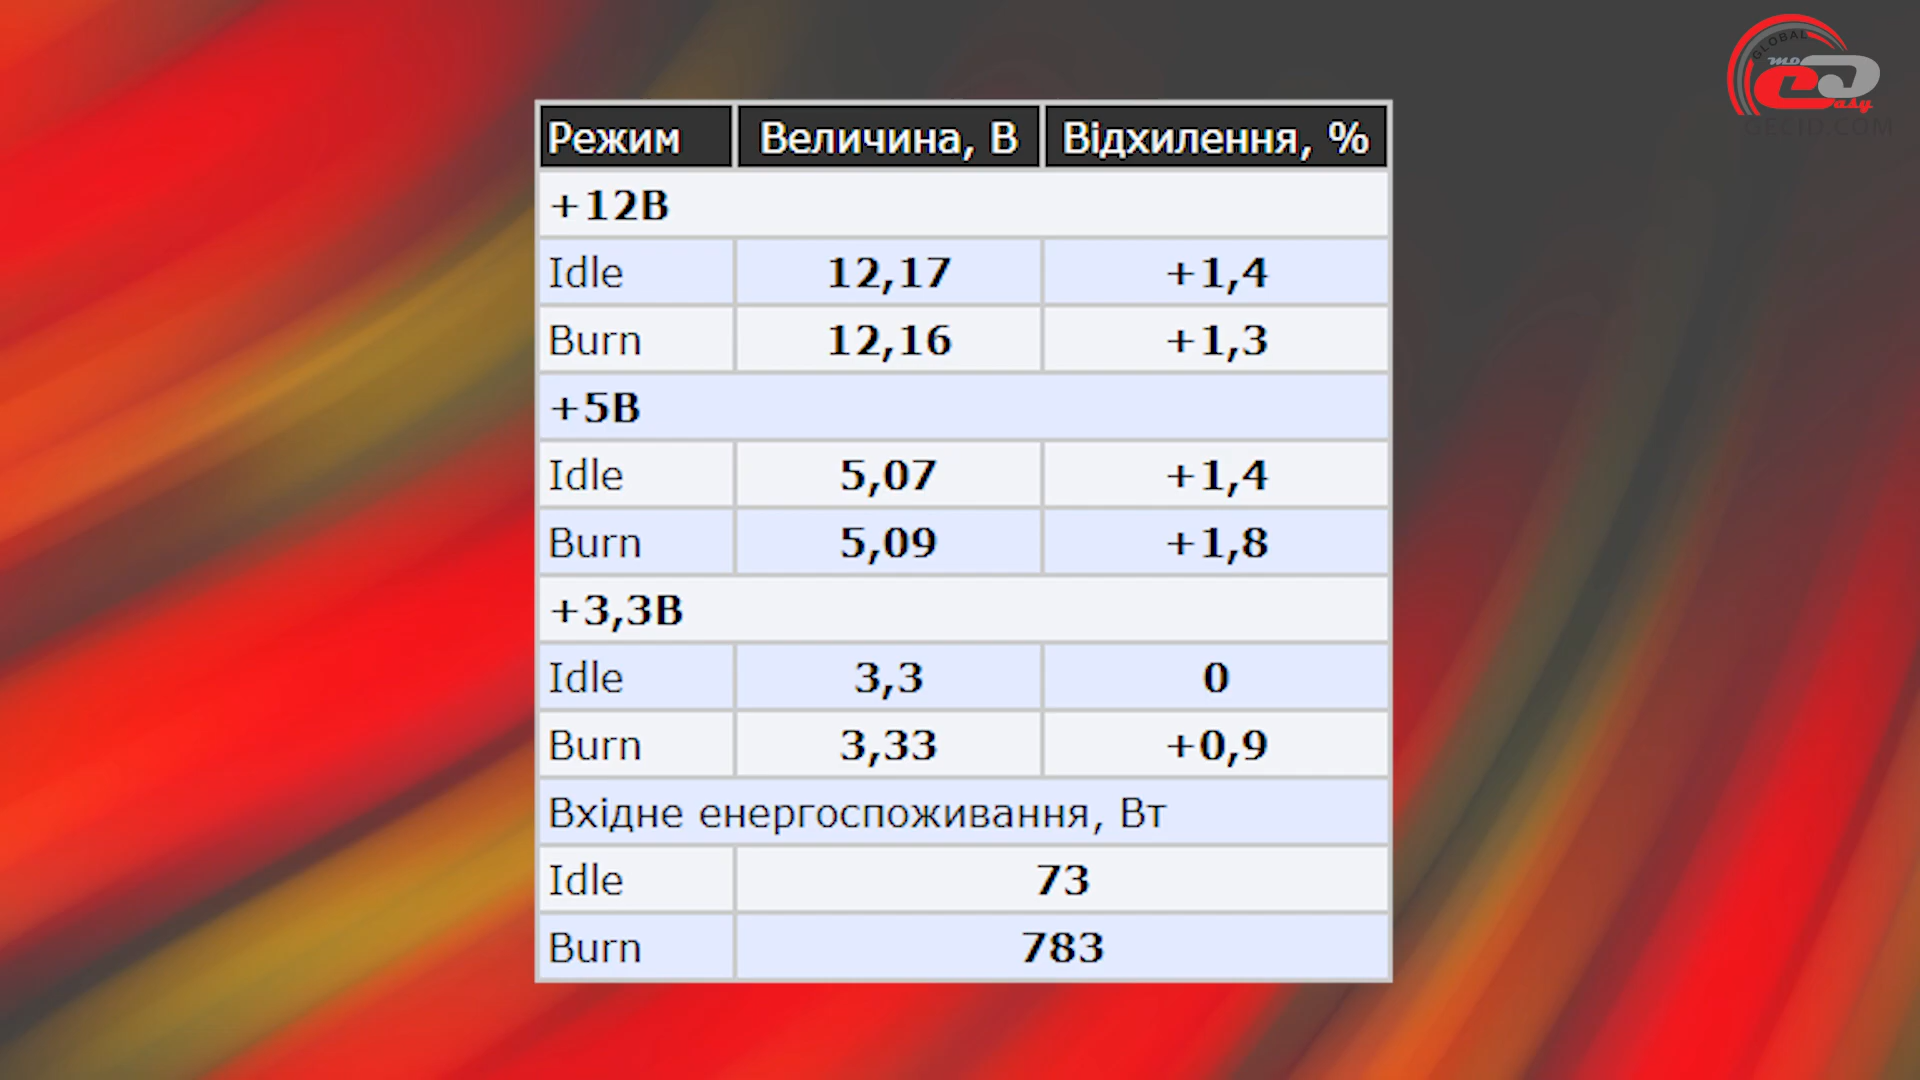 GLOBAL
GECID.COM
Режим Величина, В Відхилення, %
+12В
Idle 12,17 +1,4
Burn 12,16 +1,3
+5В
Idle 5,07 +1,4
Burn 5,09 +1,8
+3,3В
Idle 3,3 0
Burn 3,33 +0,9
Вхідне енергоспоживання, Вт
Idle 73
Burn 783